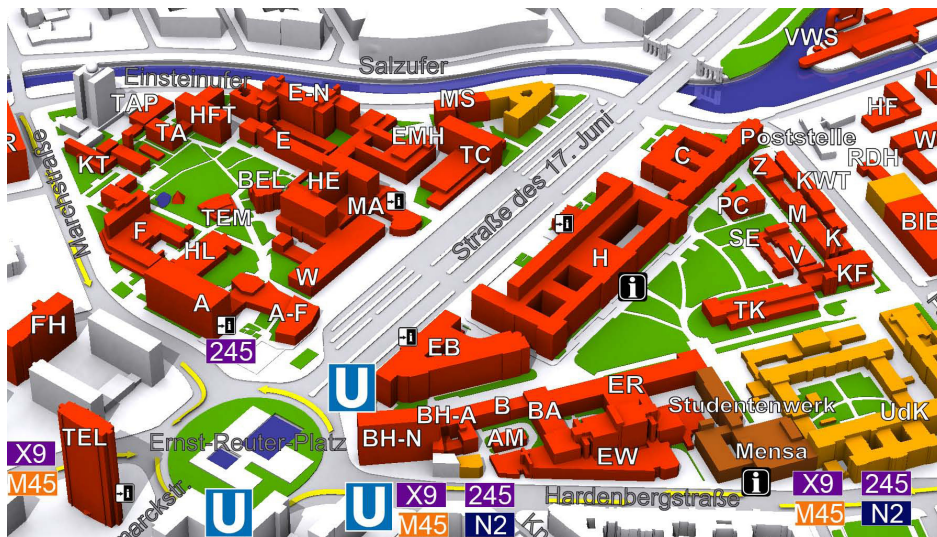 VWS
Salzufer
Einsteinufer
E-N
MS
TAP
HFT
TA
E
EMH
TC
HF
L
W
R
KT
C
Poststelle
Z
RDH
KWT
BEL
HE
MA
Straße des 17. Juni
TEM
PC
M
BIB
Marchstraße
F
HL
H
SE
V
K
KF
W
A
A-F
TK
FH
245
EB
U
ER
B
BA
BH-A
Studentenwerk
UdK
TEL
Ernst-Reuter-Platz
BH-N
AM
EW
Mensa
X9
M45
U
U
X9
245
M45
N2
Hardenbergstraße
X9
245
M45
N2